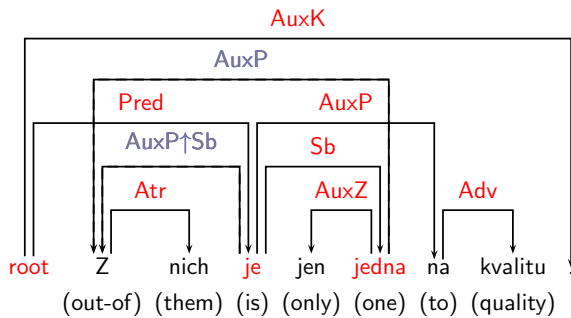 AuxK
AuxP
Pred AuxP
AuxP↑Sb Sb
Atr AuxZ Adv
root Z nich je jen jedna na kvalitu .
(out-of) (them) (is) (only) (one) (to) (quality)